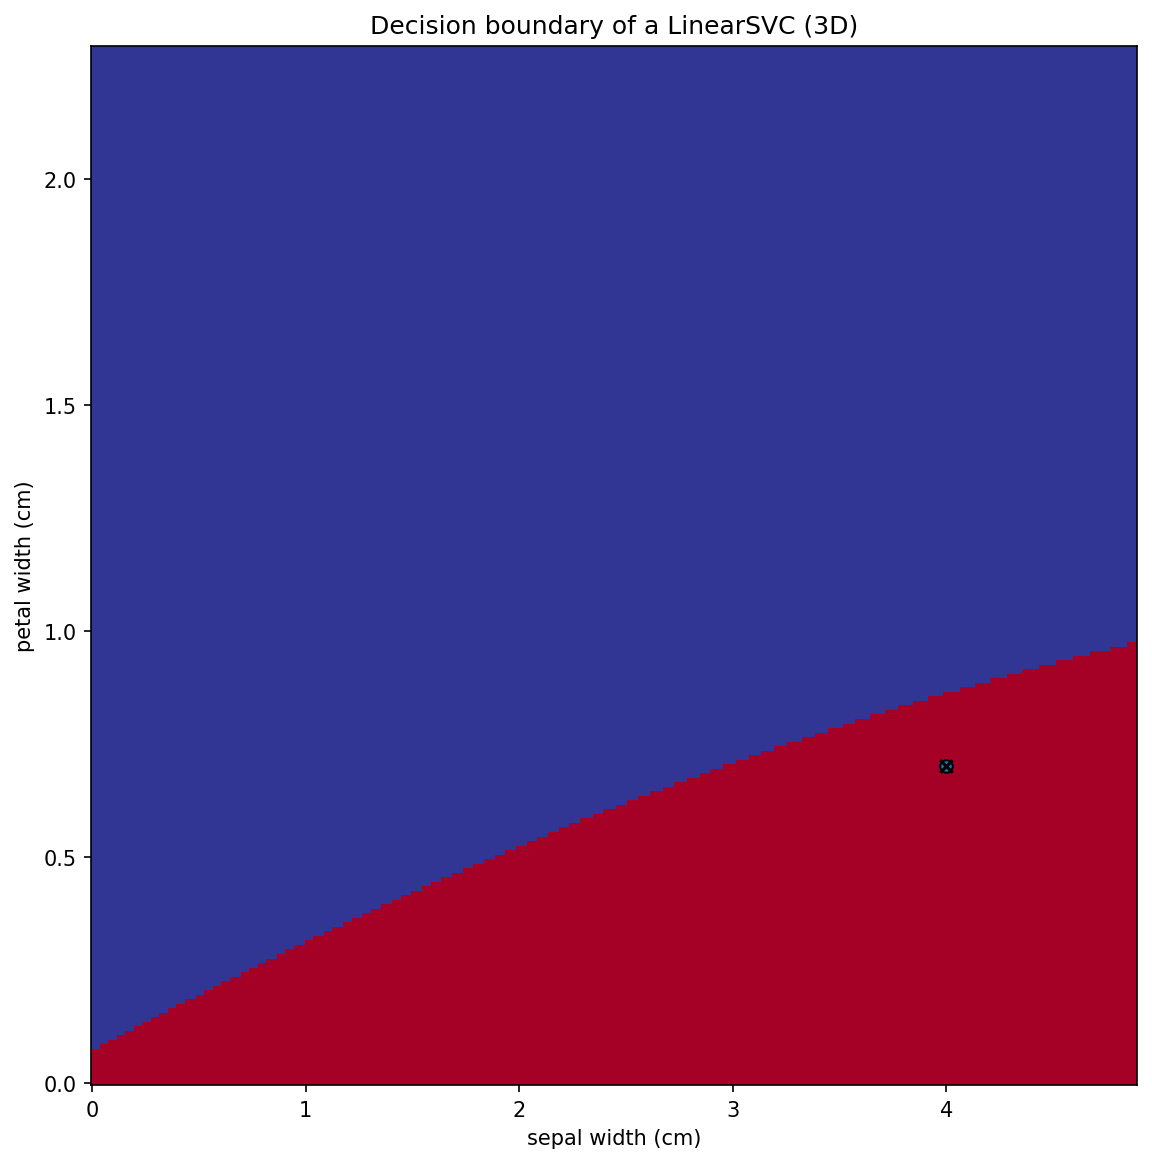 Decision boundary of a LinearSVC (3D)
petal width (cm)
2.0
1.5
1.0
0.5
0.0
0 1 2 3 4
sepal width (cm)